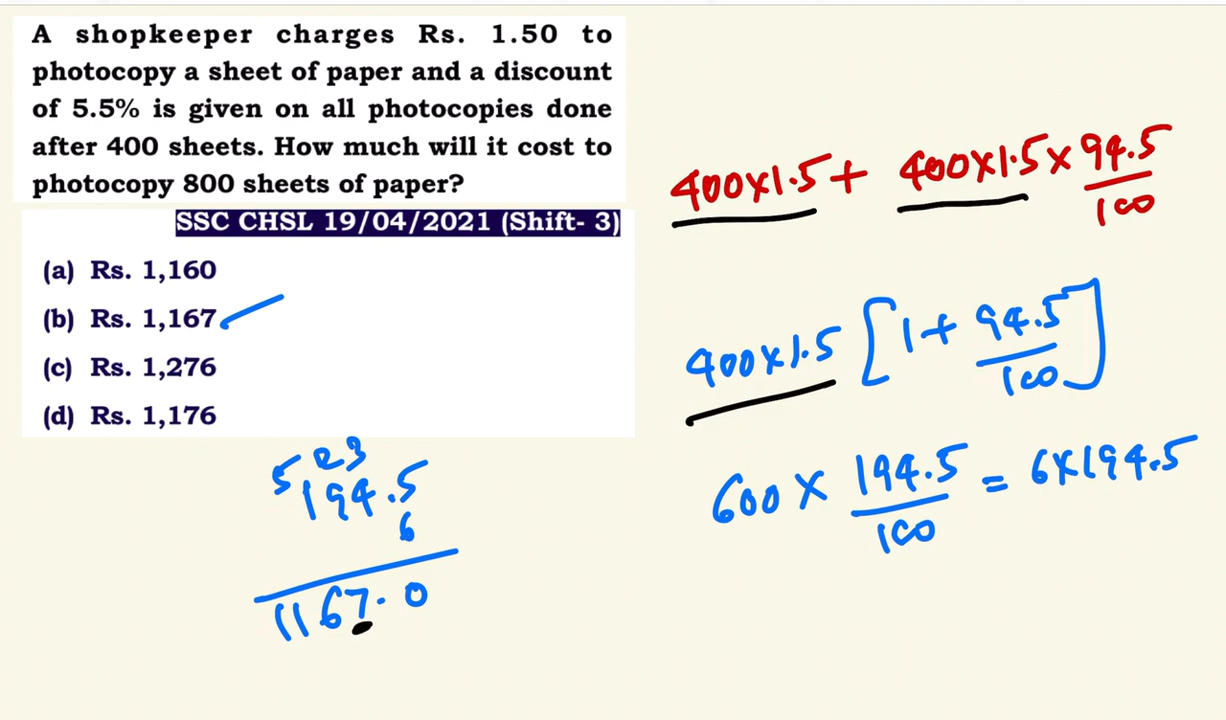 A shopkeeper charges Rs. 1.50 to
photocopy a sheet of paper and a discount
of 5.5% is given on all photocopies done
after 400 sheets. How much will it cost to
photocopy 800 sheets of paper?
SSC CHSL 19/04/2021 (Shift- 3)
(a) Rs. 1,160
(b) Rs. 1,167
(c) Rs. 1,276
(d) Rs. 1,176
400×1.5 + 400×1.5× 94.5
100
400×1.5 [1+ 94.5
100]
600 × 194.5 = 6×194.5
100
5 23
194.5
6
1167.0